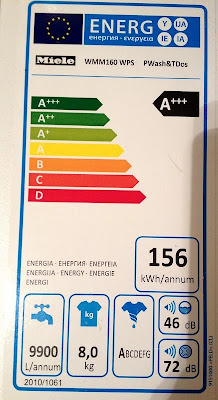 ENERG
Y UA
енергия · ενεργεια
IE IA
Miele
WMM160 WPS PWash&TDos
A+++
A+++
A++
A+
A
B
C
D
ENERGIA · ЕНЕРГИЯ · ΕΝΕΡΓΕΙΑ
ENERGIJA · ENERGY · ENERGIE
ENERGI
156
kWh/annum
9900
L/annum
kg
8,0
kg
ABCDEFG
46 dB
72 dB
2010/1061